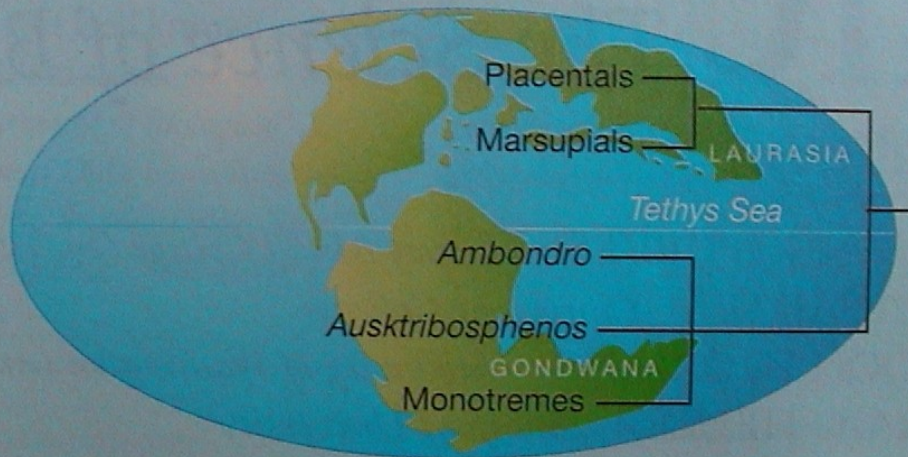 Placentals
Marsupials
LAURASIA
Tethys Sea
Ambondro
Ausktribosphenos
GONDWANA
Monotremes